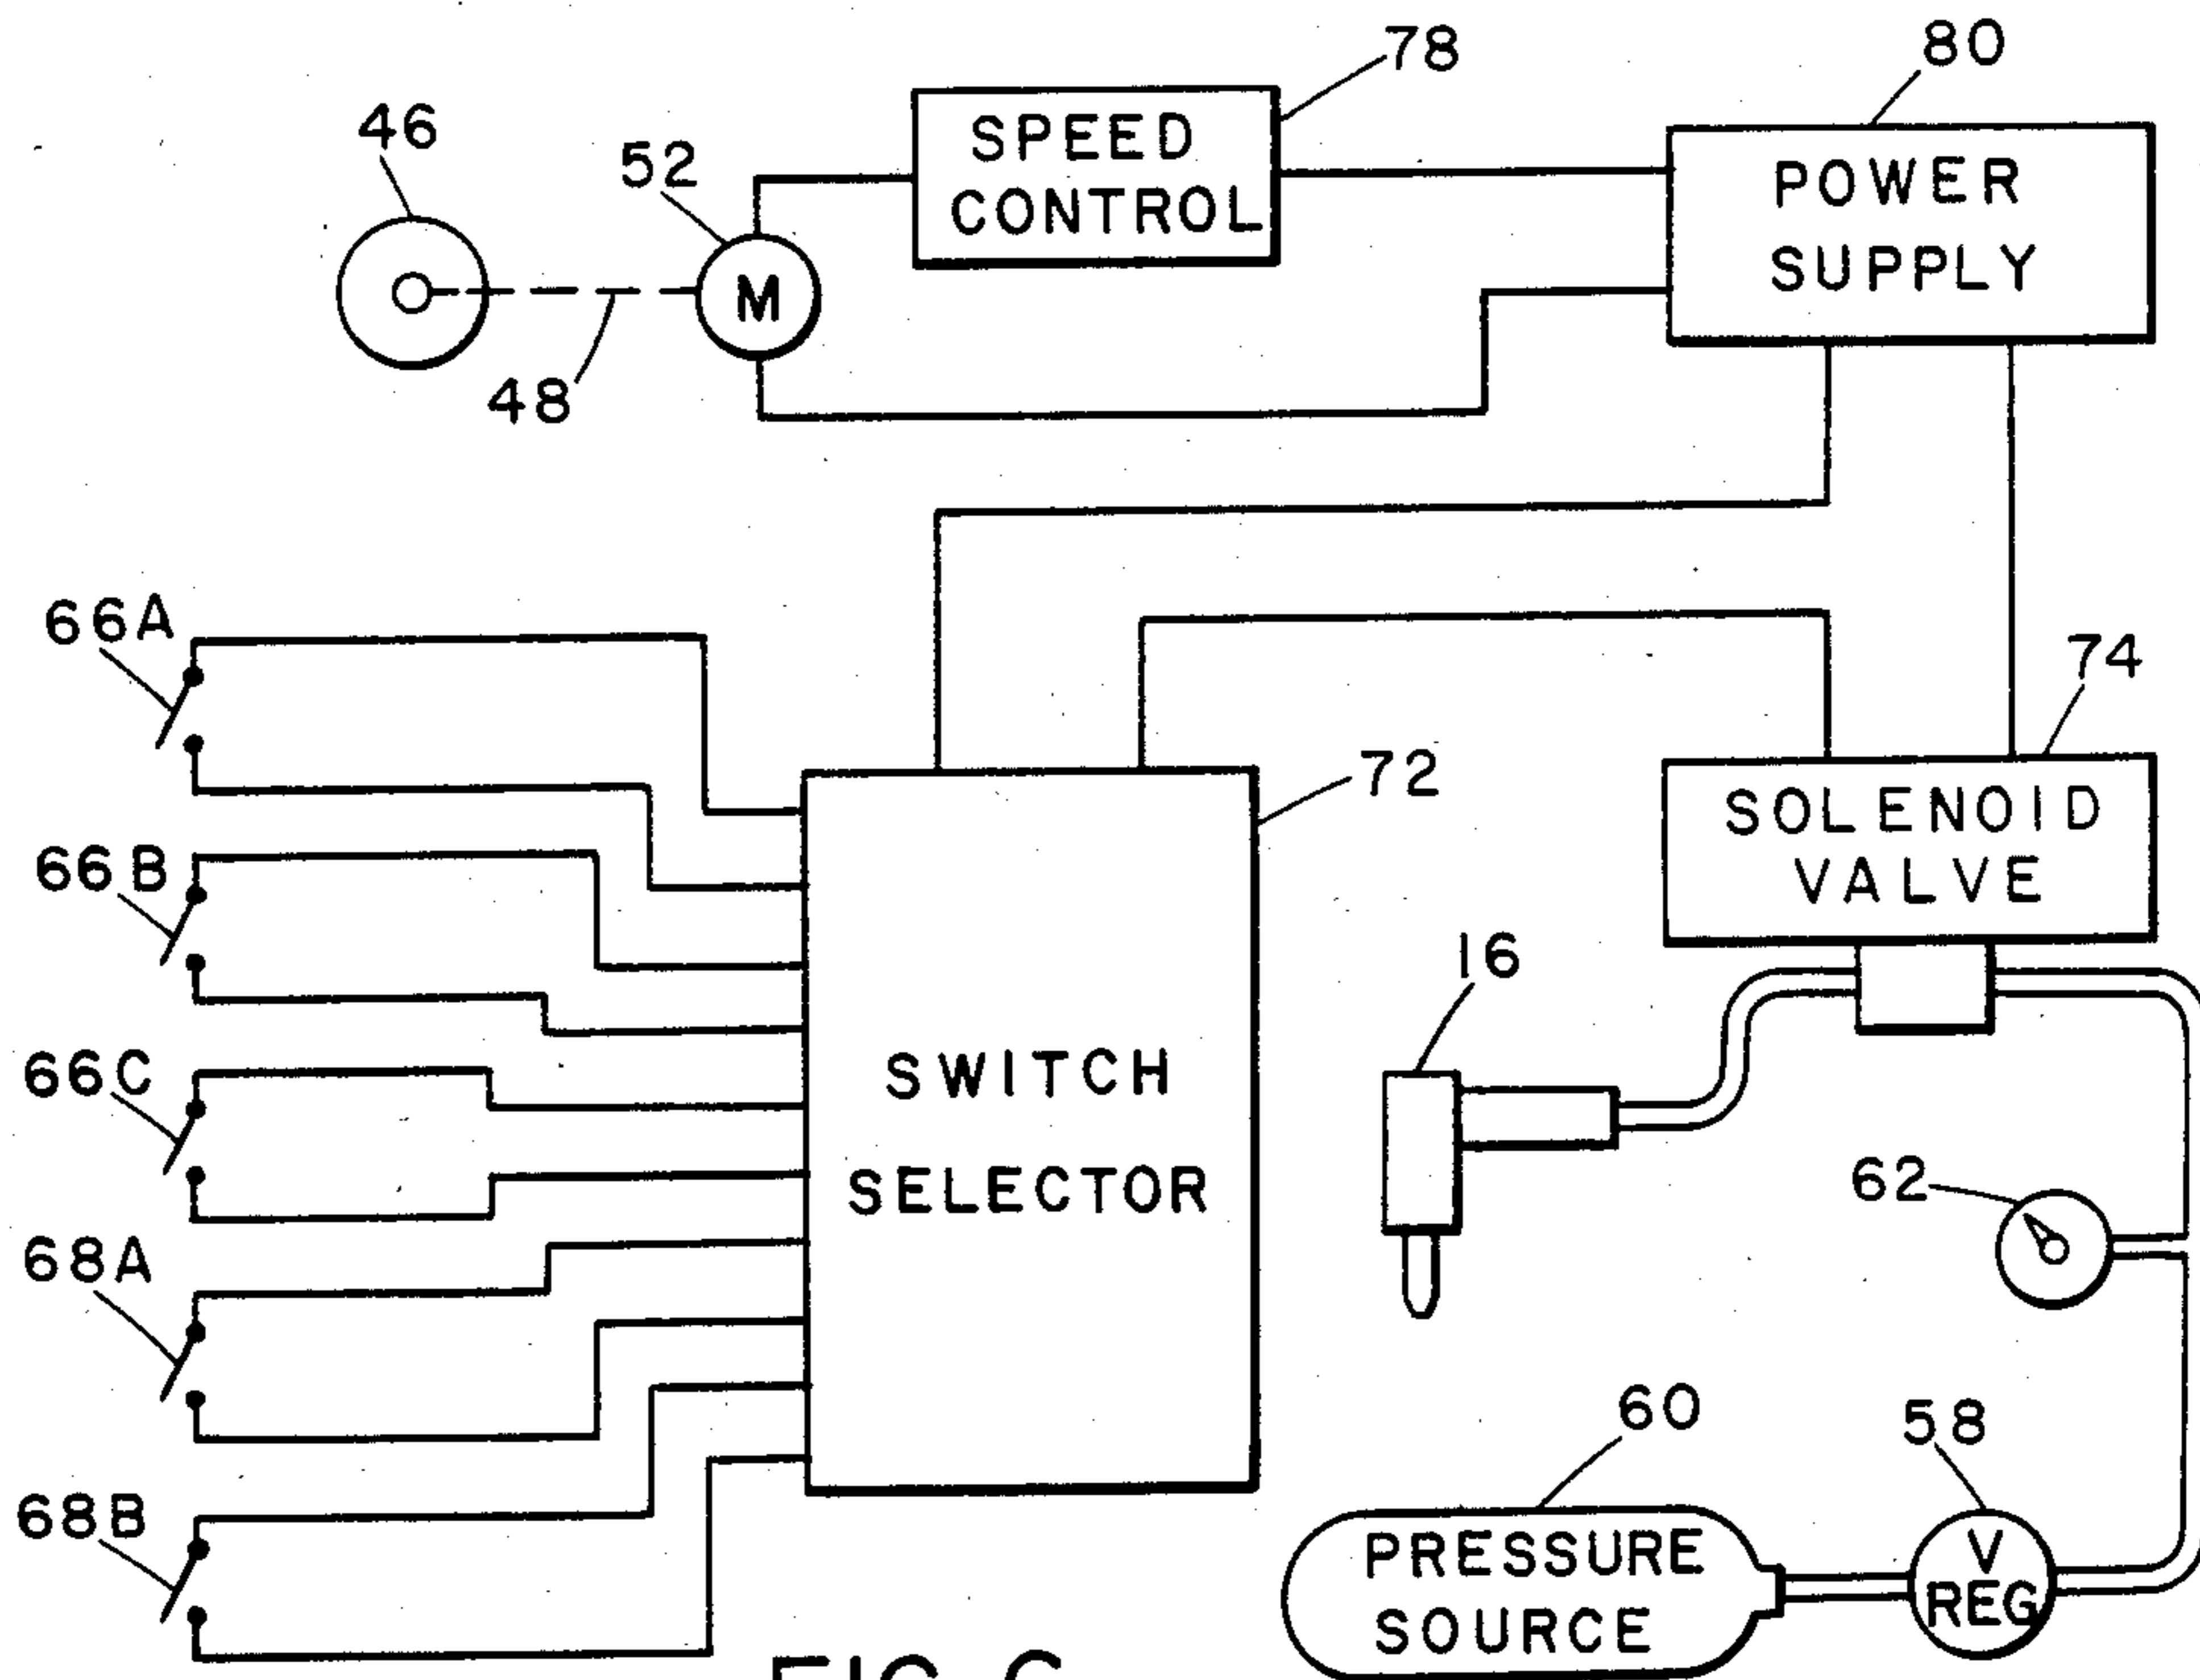 78
80
46
SPEED
CONTROL
52
POWER
SUPPLY
M
48
66A
74
72
SOLENOID
VALVE
66B
16
SWITCH
SELECTOR
66C
62
68A
60
58
68B
PRESSURE
SOURCE
V
REG